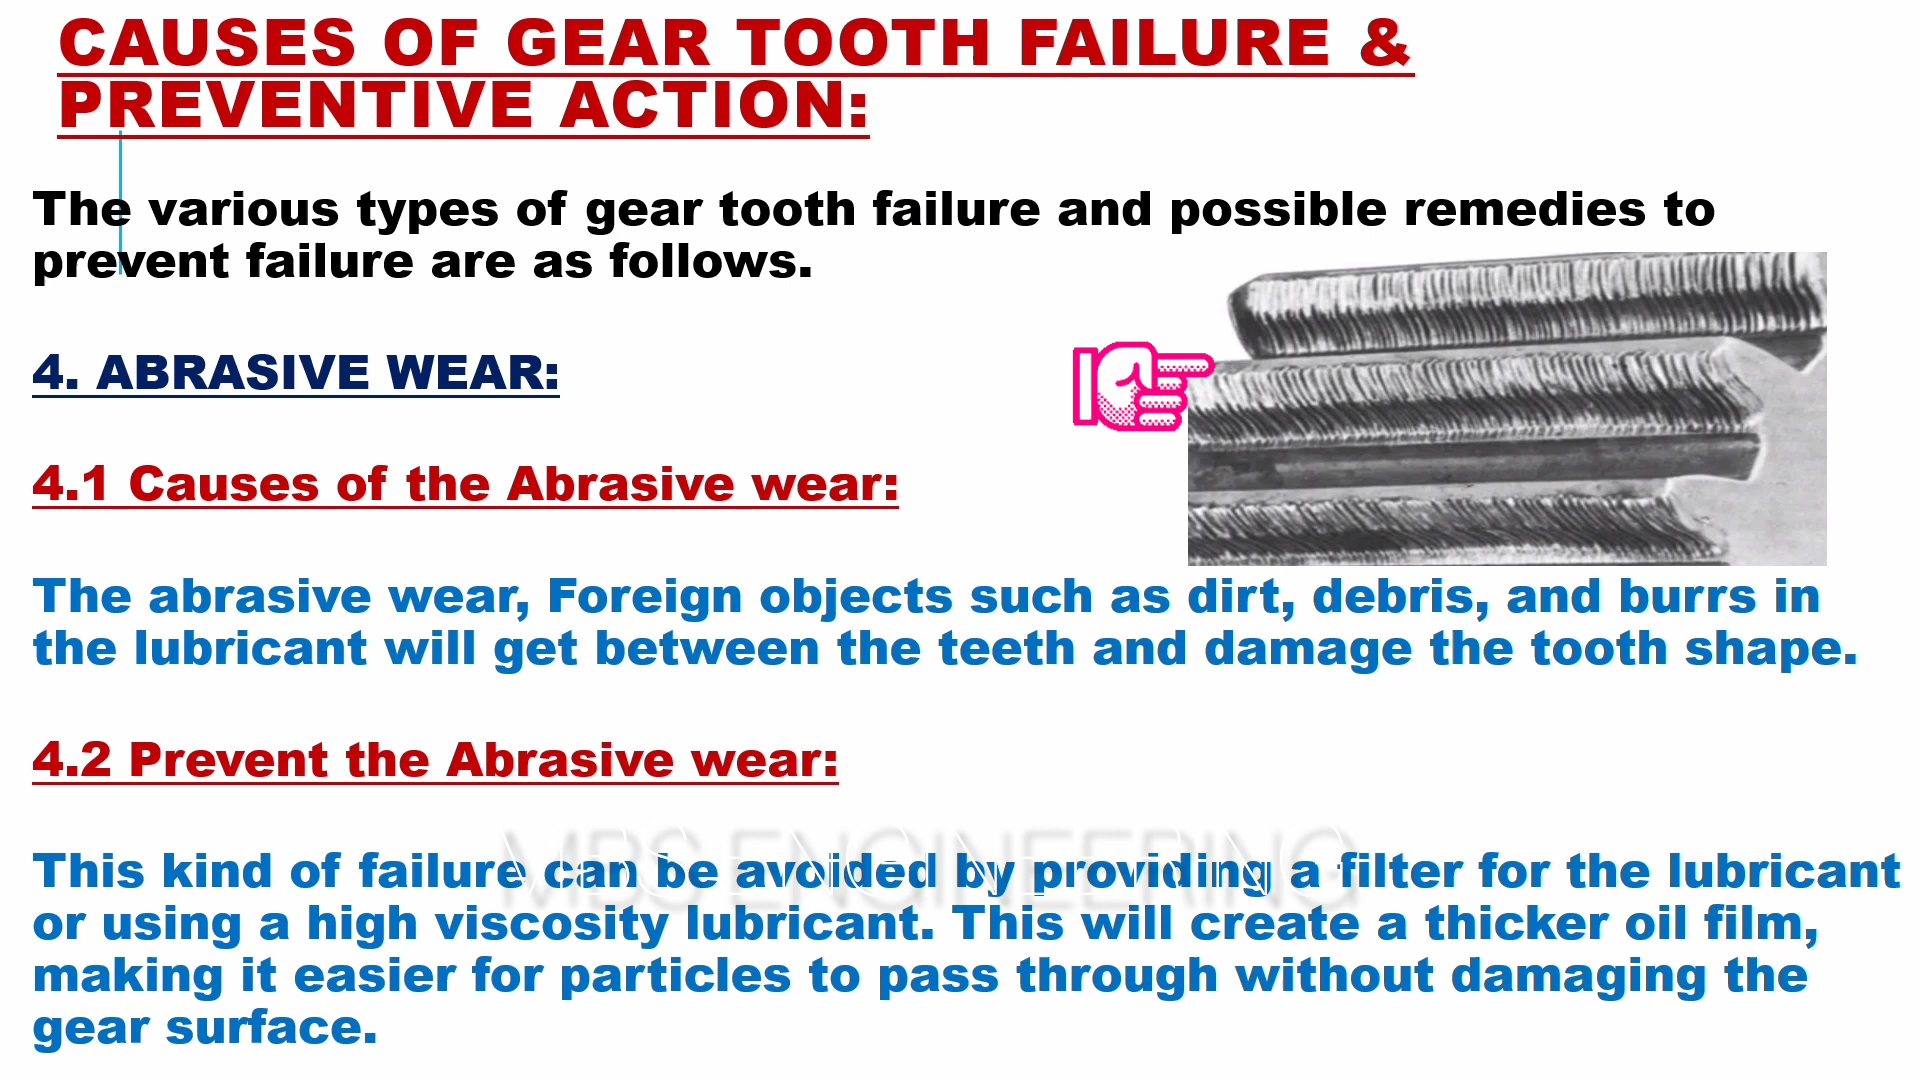 CAUSES OF GEAR TOOTH FAILURE &
PREVENTIVE ACTION:
The various types of gear tooth failure and possible remedies to
prevent failure are as follows.
4. ABRASIVE WEAR:
4.1 Causes of the Abrasive wear:
The abrasive wear, Foreign objects such as dirt, debris, and burrs in
the lubricant will get between the teeth and damage the tooth shape.
4.2 Prevent the Abrasive wear:
MBS ENGINEERING
This kind of failure can be avoided by providing a filter for the lubricant
or using a high viscosity lubricant. This will create a thicker oil film,
making it easier for particles to pass through without damaging the
gear surface.